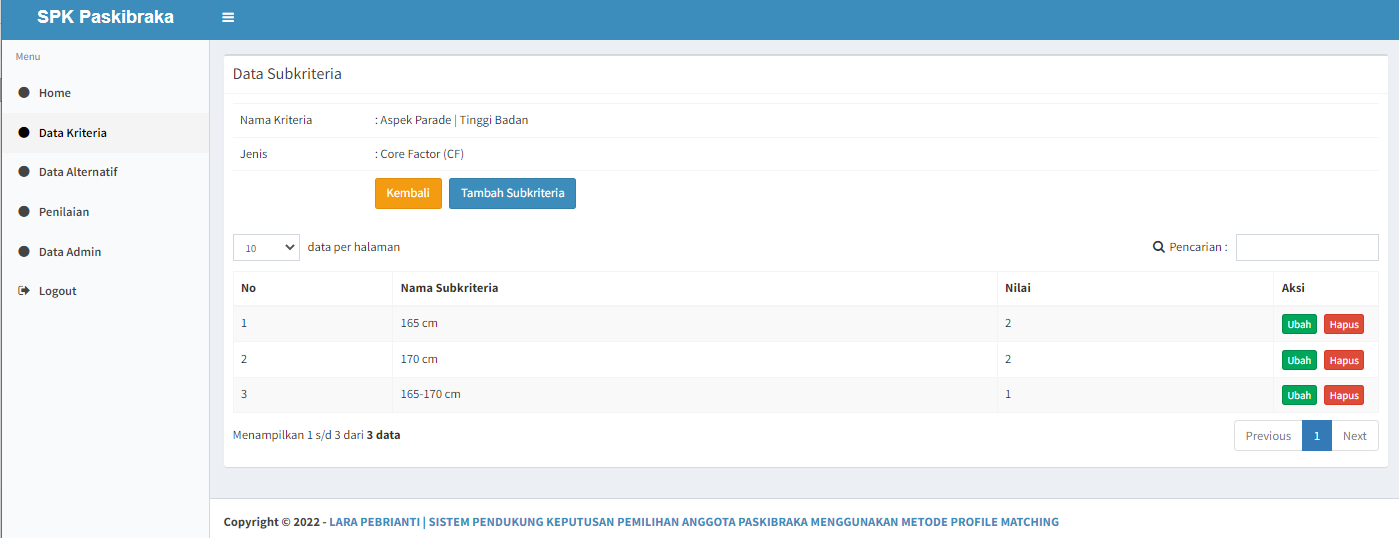 SPK Paskibraka
Menu
Home
Data Kriteria
Data Alternatif
Penilaian
Data Admin
Logout
Data Subkriteria
Nama Kriteria : Aspek Parade | Tinggi Badan
Jenis : Core Factor (CF)
Kembali Tambah Subkriteria
10 data per halaman Pencarian :
No Nama Subkriteria Nilai Aksi
1 165 cm 2 Ubah Hapus
2 170 cm 2 Ubah Hapus
3 165-170 cm 1 Ubah Hapus
Menampilkan 1 s/d 3 dari 3 data Previous 1 Next
Copyright © 2022 - LARA PEBRIANTI | SISTEM PENDUKUNG KEPUTUSAN PEMILIHAN ANGGOTA PASKIBRAKA MENGGUNAKAN METODE PROFILE MATCHING